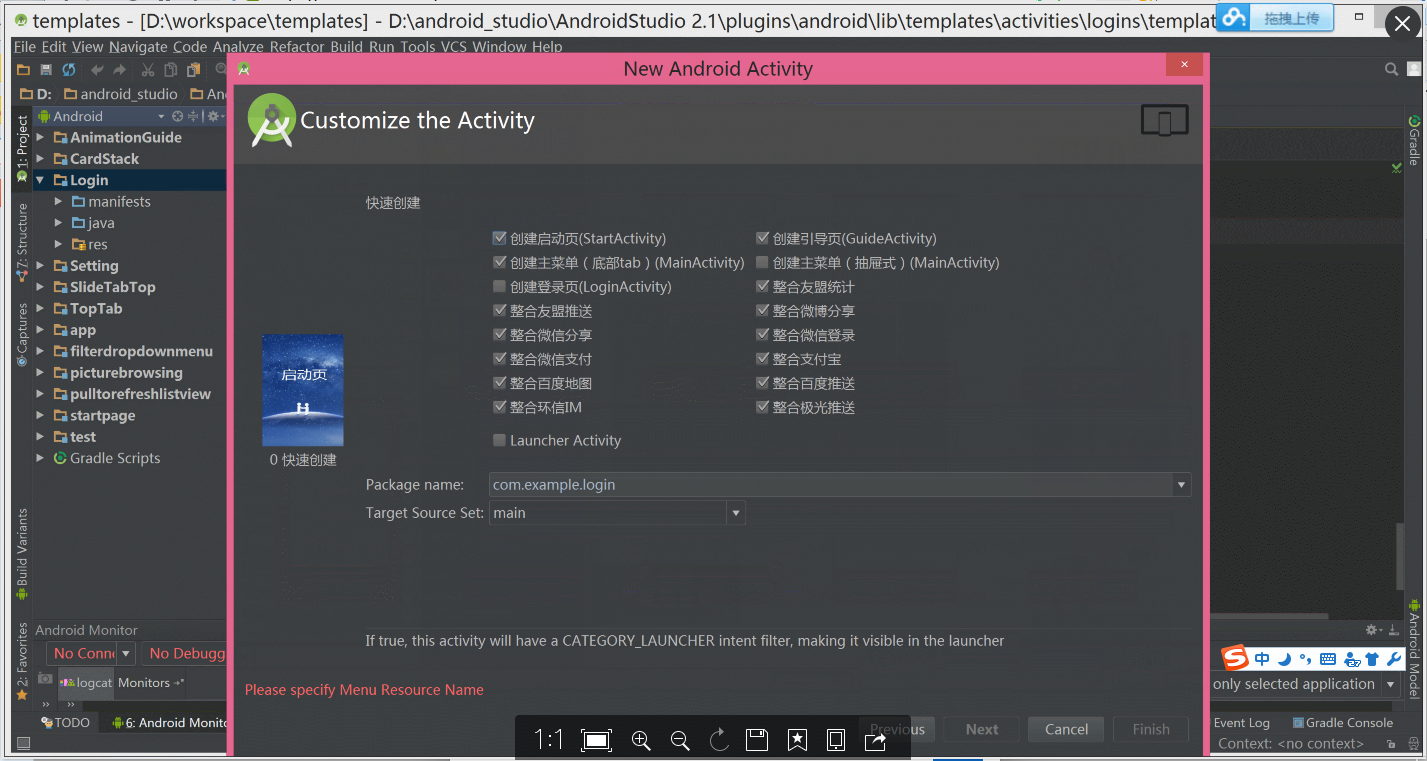 templates - [D:\workspace\templates] - D:\android_studio\AndroidStudio 2.1\plugins\android\lib\templates\activities\logins\templat
拖拽上传
File Edit View Navigate Code Analyze Refactor Build Run Tools VCS Window Help
New Android Activity
D: android_studio An
Customize the Activity
Android
1: Project
Gradle
AnimationGuide
CardStack
Login
manifests
java
res
Setting
SlideTabTop
TopTab
app
filterdropdownmenu
picturebrowsing
pulltorefreshlistview
startpage
test
Gradle Scripts
7: Structure
Captures
Build Variants
2: Favorites
快速创建
创建启动页(StartActivity) 创建引导页(GuideActivity)
创建主菜单（底部tab）(MainActivity) 创建主菜单（抽屉式）(MainActivity)
创建登录页(LoginActivity) 整合友盟统计
整合友盟推送 整合微博分享
整合微信分享 整合微信登录
整合微信支付 整合支付宝
整合百度地图 整合百度推送
整合环信IM 整合极光推送
Launcher Activity
启动页
0 快速创建
Package name: com.example.login
Target Source Set: main
If true, this activity will have a CATEGORY_LAUNCHER intent filter, making it visible in the launcher
Please specify Menu Resource Name
Previous Next Cancel Finish
1:1
Android Monitor
No Conne
No Debugg
logcat Monitors
TODO 6: Android Monito
中
only selected application
Android Model
Event Log Gradle Console
Context: <no context>